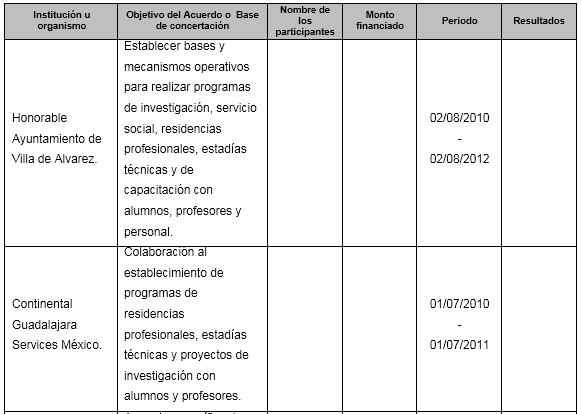 Institución u organismo
Objetivo del Acuerdo o Base de concertación
Nombre de los participantes
Monto financiado
Periodo
Resultados
Honorable
Ayuntamiento de
Villa de Alvarez.
Establecer bases y
mecanismos operativos
para realizar programas
de investigación, servicio
social, residencias
profesionales, estadías
técnicas y de
capacitación con
alumnos, profesores y
personal.
02/08/2010
-
02/08/2012
Continental
Guadalajara
Services México.
Colaboración al
establecimiento de
programas de
residencias
profesionales, estadías
técnicas y proyectos de
investigación con
alumnos y profesores.
01/07/2010
-
01/07/2011